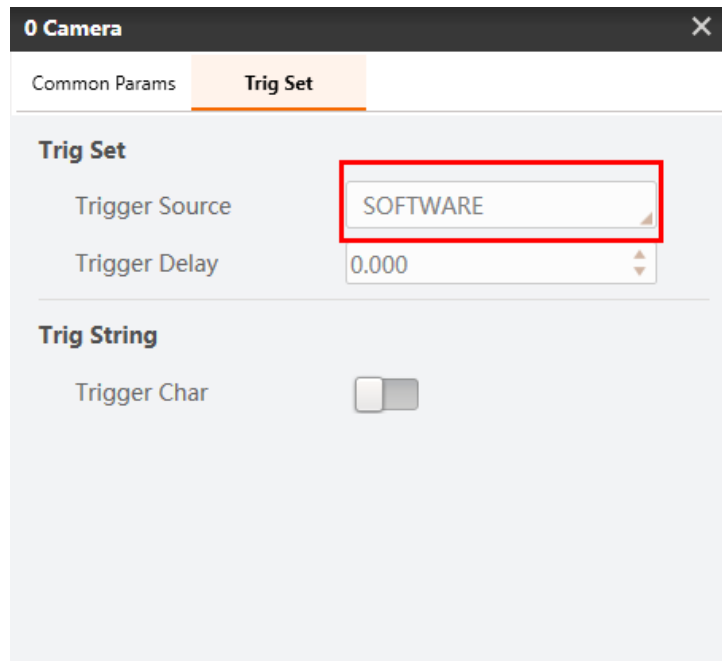 0 Camera
Common Params Trig Set
Trig Set
Trigger Source SOFTWARE
Trigger Delay 0.000
Trig String
Trigger Char